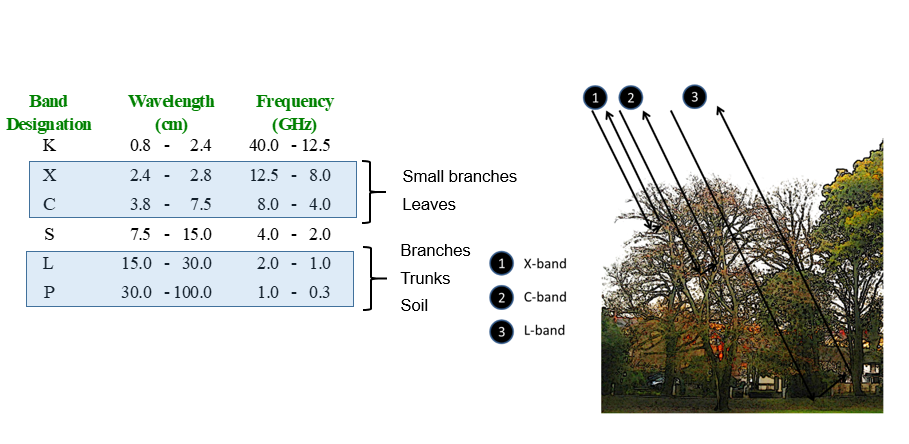 Band Wavelength Frequency
Designation (cm) (GHz)
K 0.8 - 2.4 40.0 - 12.5
X 2.4 - 2.8 12.5 - 8.0
C 3.8 - 7.5 8.0 - 4.0
S 7.5 - 15.0 4.0 - 2.0
L 15.0 - 30.0 2.0 - 1.0
P 30.0 - 100.0 1.0 - 0.3
Small branches
Leaves
Branches
Trunks
Soil
1 X-band
2 C-band
3 L-band
1 2 3